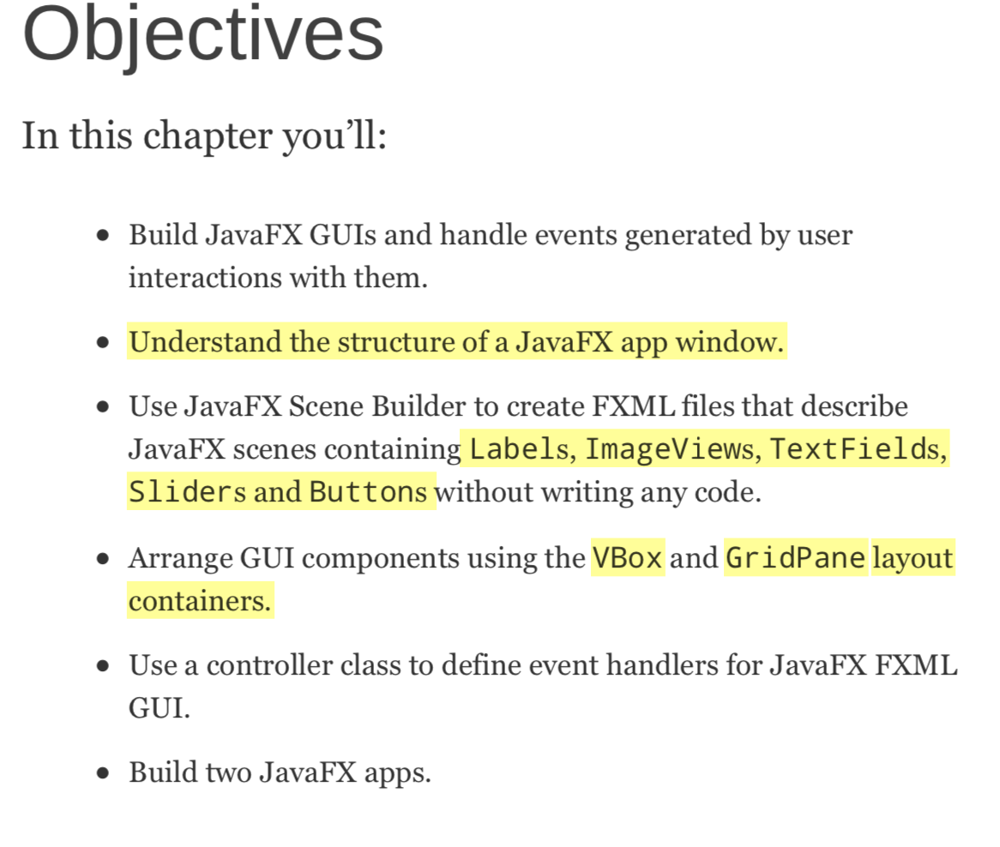 Objectives
In this chapter you’ll:
• Build JavaFX GUIs and handle events generated by user
interactions with them.
• Understand the structure of a JavaFX app window.
• Use JavaFX Scene Builder to create FXML files that describe
JavaFX scenes containing Labels, ImageViews, TextFields,
Sliders and Buttons without writing any code.
• Arrange GUI components using the VBox and GridPane layout
containers.
• Use a controller class to define event handlers for JavaFX FXML
GUI.
• Build two JavaFX apps.